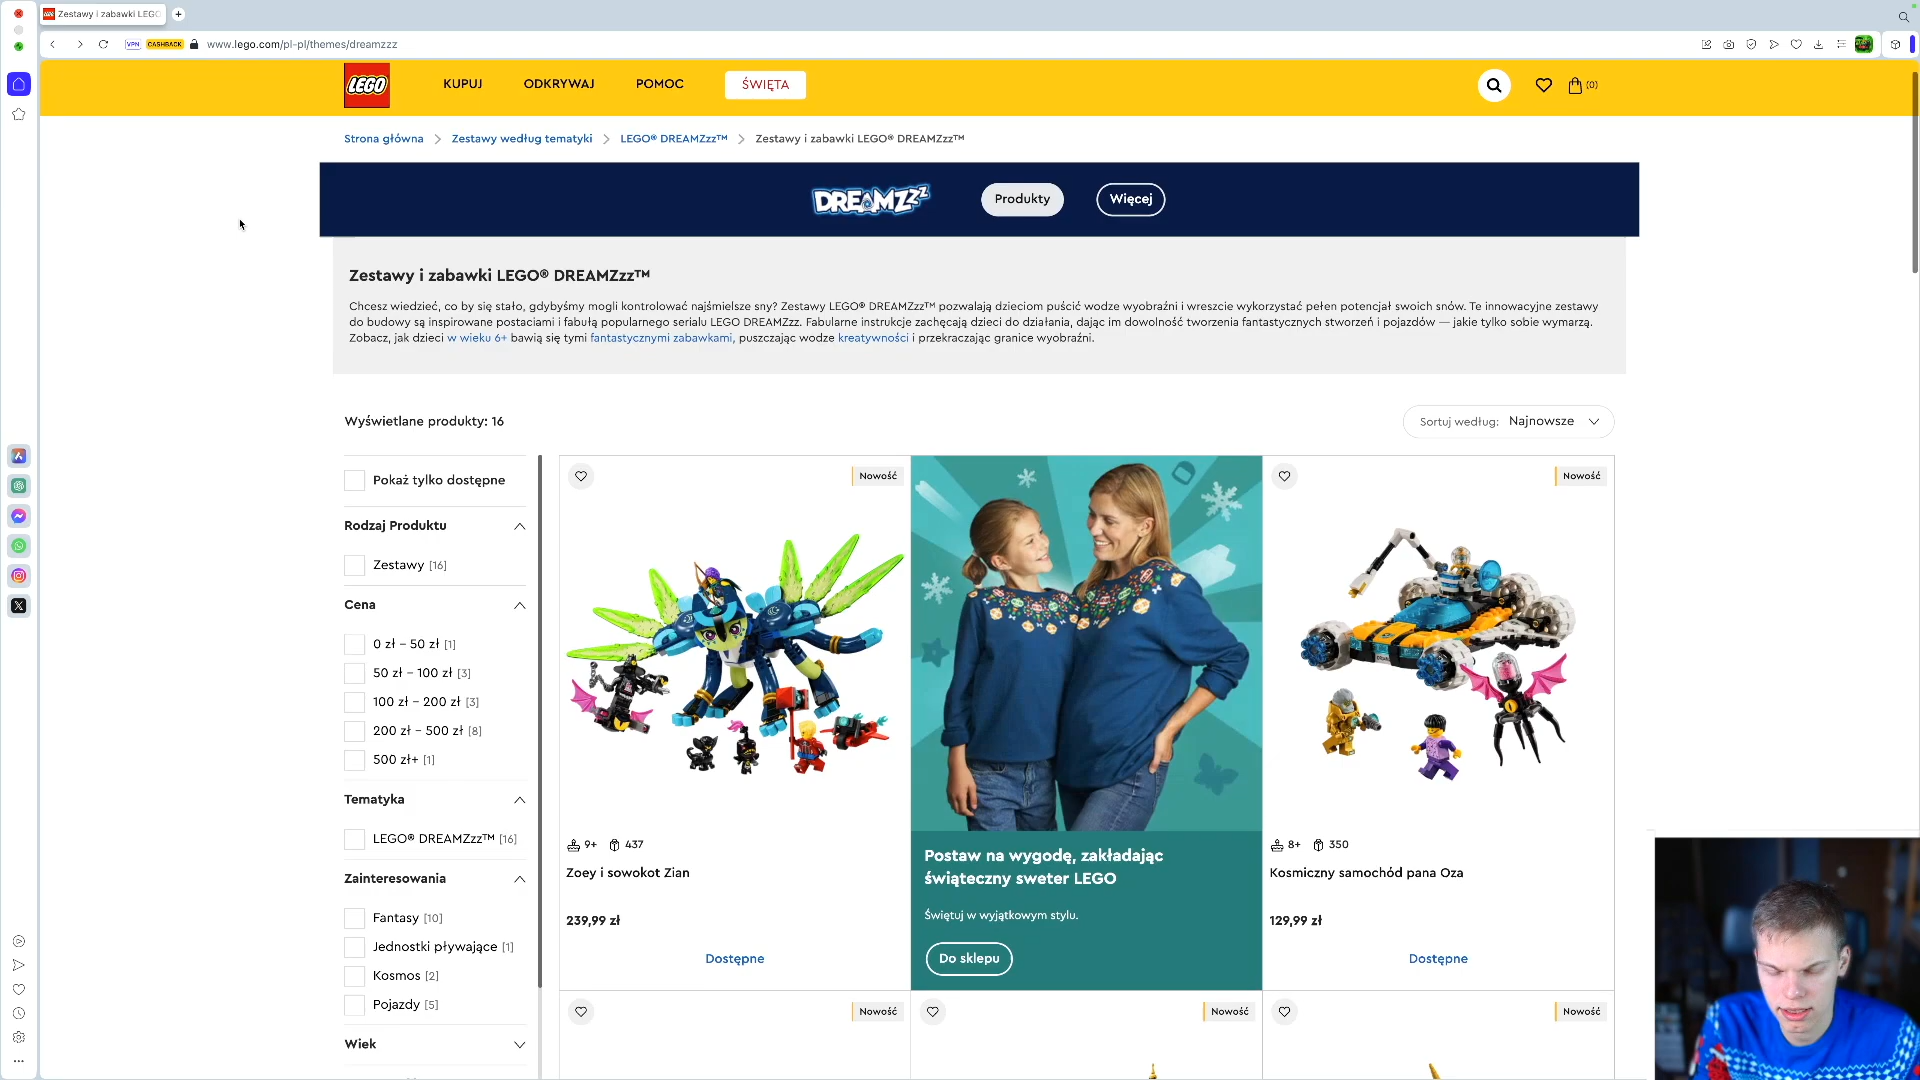 Zestawy i zabawki LEGO
VPN CASHBACK www.lego.com/pl-pl/themes/dreamzzz
LEGO KUPUJ ODKRYWAJ POMOC ŚWIĘTA (0)
Strona główna Zestawy według tematyki LEGO® DREAMZzz™ Zestawy i zabawki LEGO® DREAMZzz™
DREAMZzz Produkty Więcej
Zestawy i zabawki LEGO® DREAMZzz™
Chcesz wiedzieć, co by się stało, gdybyśmy mogli kontrolować najśmielsze sny? Zestawy LEGO® DREAMZzz™ pozwalają dzieciom puścić wodze wyobraźni i wreszcie wykorzystać pełen potencjał swoich snów. Te innowacyjne zestawy
do budowy są inspirowane postaciami i fabułą popularnego serialu LEGO DREAMZzz. Fabularne instrukcje zachęcają dzieci do działania, dając im dowolność tworzenia fantastycznych stworzeń i pojazdów — jakie tylko sobie wymarzą.
Zobacz, jak dzieci w wieku 6+ bawią się tymi fantastycznymi zabawkami, puszczając wodze kreatywności i przekraczając granice wyobraźni.
Wyświetlane produkty: 16
Sortuj według: Najnowsze
Pokaż tylko dostępne
Rodzaj Produktu
Zestawy [16]
Cena
0 zł – 50 zł [1]
50 zł – 100 zł [3]
100 zł – 200 zł [3]
200 zł – 500 zł [8]
500 zł+ [1]
Tematyka
LEGO® DREAMZzz™ [16]
Zainteresowania
Fantasy [10]
Jednostki pływające [1]
Kosmos [2]
Pojazdy [5]
Wiek
Nowość
9+ 437
Zoey i sowokot Zian
239,99 zł
Dostępne
Postaw na wygodę, zakładając
świąteczny sweter LEGO
Świętuj w wyjątkowym stylu.
Do sklepu
Nowość
8+ 350
Kosmiczny samochód pana Oza
129,99 zł
Dostępne
Nowość
Nowość
Nowość